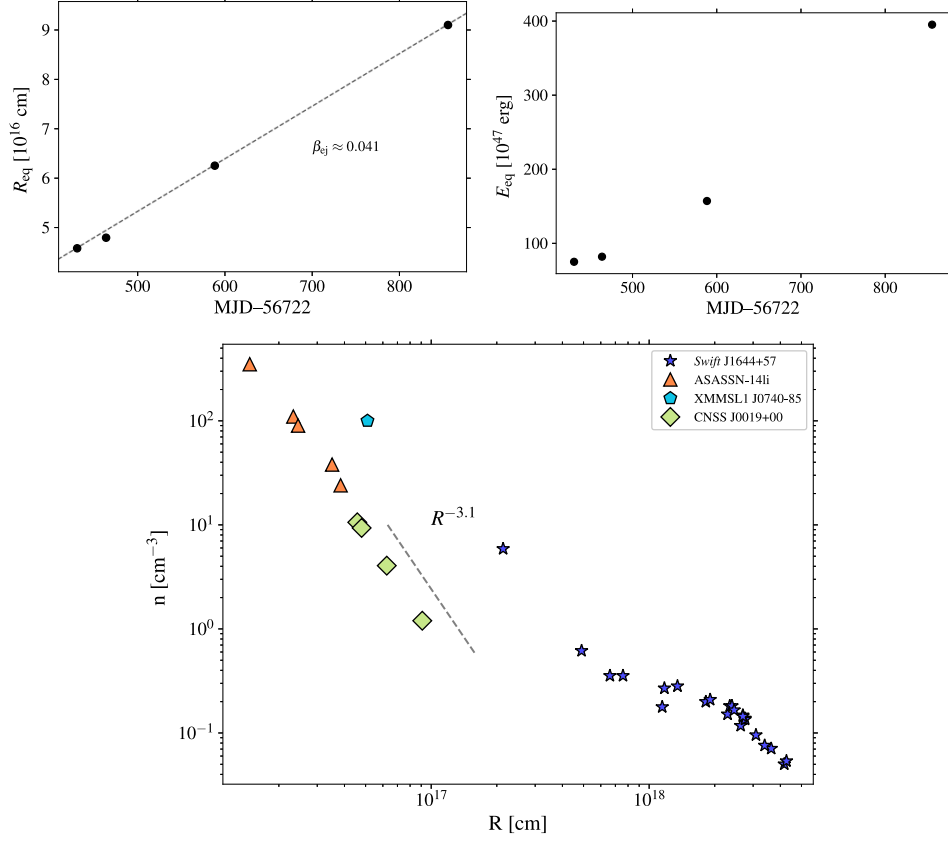 9
8
7
6
5
R_eq [10^16 cm]
β_ej ≈ 0.041
500 600 700 800
MJD−56722
400
300
200
100
E_eq [10^47 erg]
500 600 700 800
MJD−56722
Swift J1644+57
ASASSN-14li
XMMSL1 J0740-85
CNSS J0019+00
R^−3.1
10^2
10^1
10^0
10^−1
n [cm^−3]
10^17 10^18
R [cm]